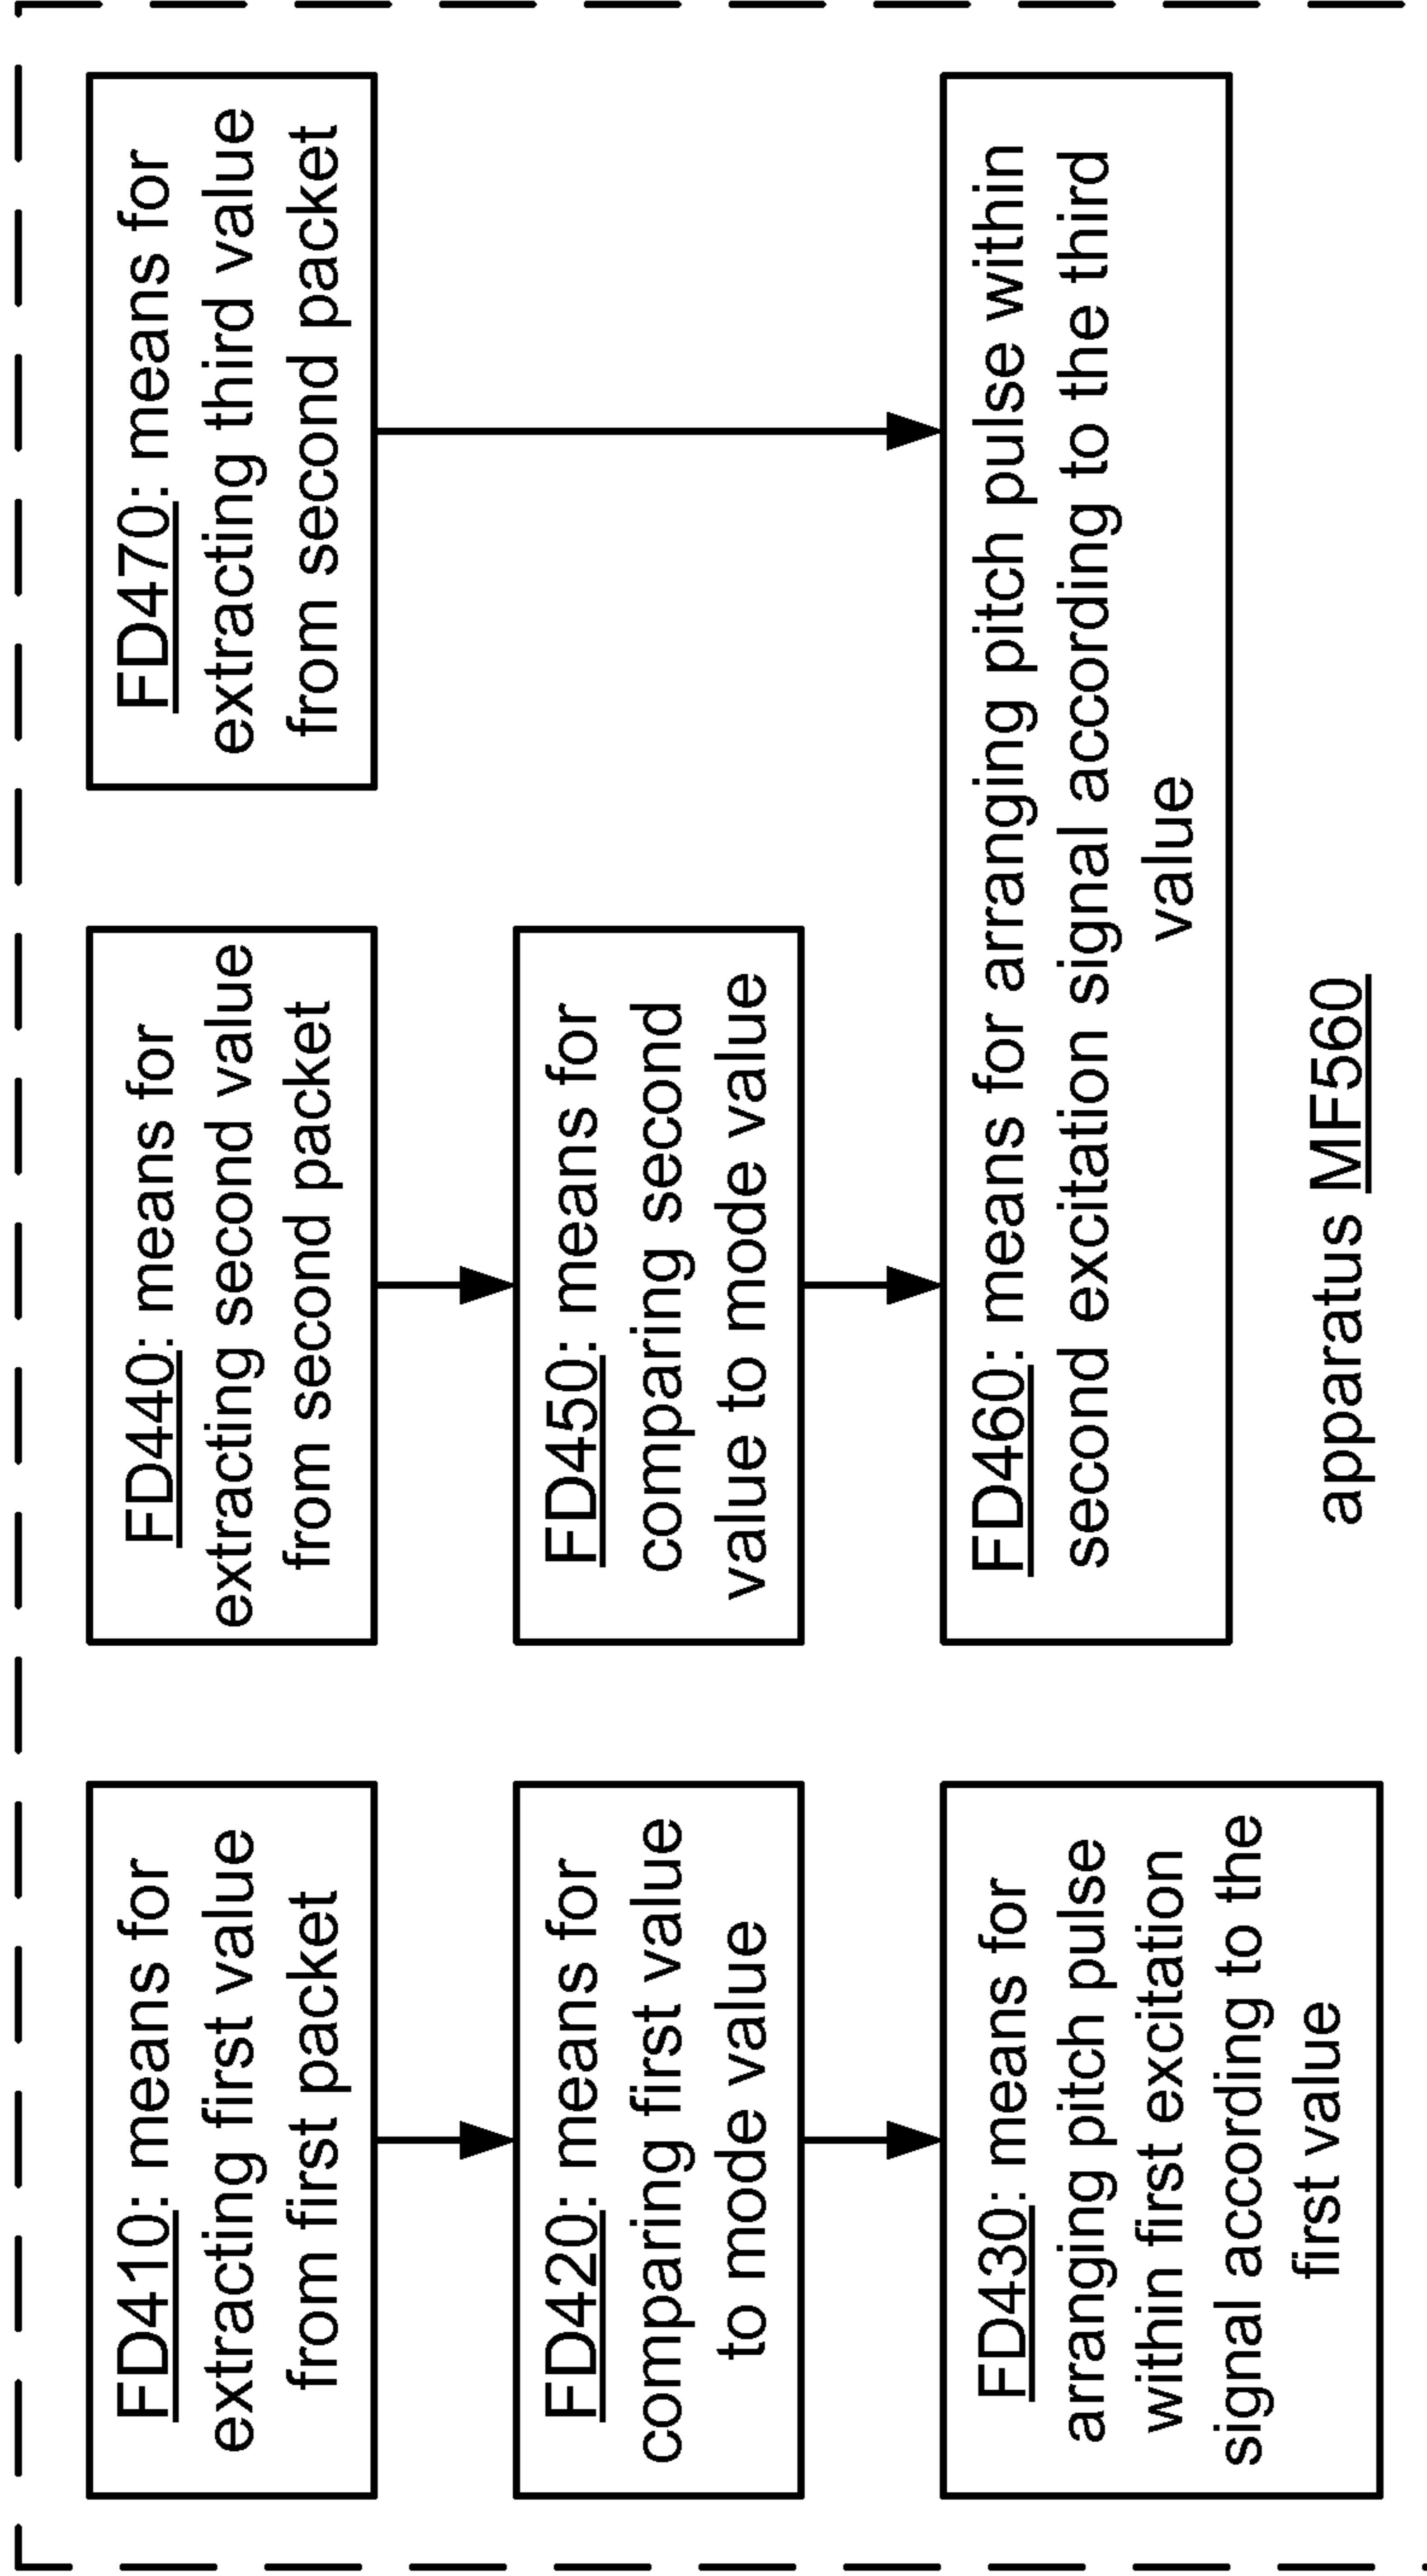 FD410: means for
extracting first value
from first packet
FD420: means for
comparing first value
to mode value
FD430: means for
arranging pitch pulse
within first excitation
signal according to the
first value
FD440: means for
extracting second value
from second packet
FD450: means for
comparing second
value to mode value
FD470: means for
extracting third value
from second packet
FD460: means for arranging pitch pulse within
second excitation signal according to the third
value
apparatus MF560